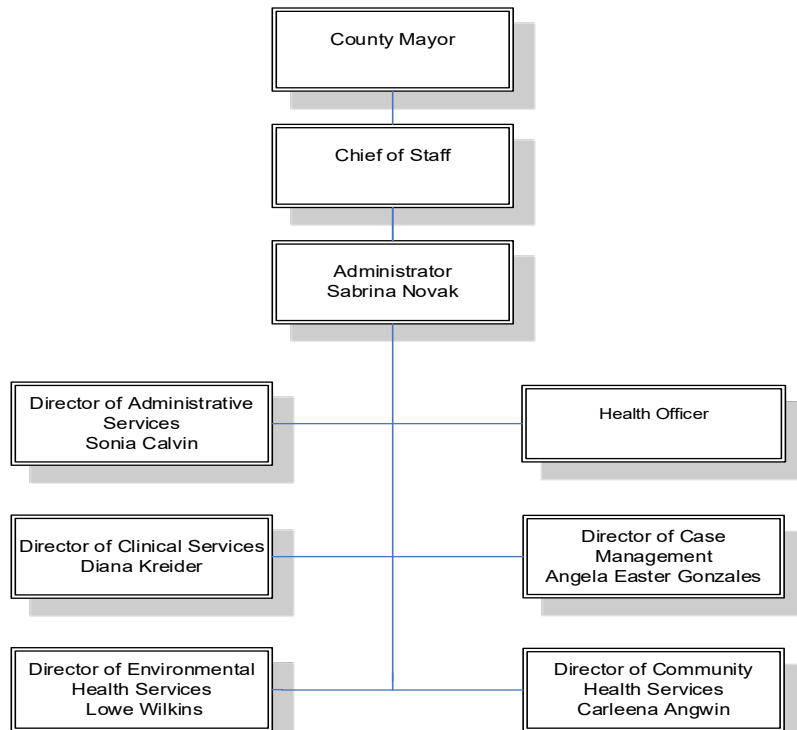 County Mayor
Chief of Staff
Administrator
Sabrina Novak
Director of Administrative
Services
Sonia Calvin
Health Officer
Director of Clinical Services
Diana Kreider
Director of Case
Management
Angela Easter Gonzales
Director of Environmental
Health Services
Lowe Wilkins
Director of Community
Health Services
Carleena Angwin